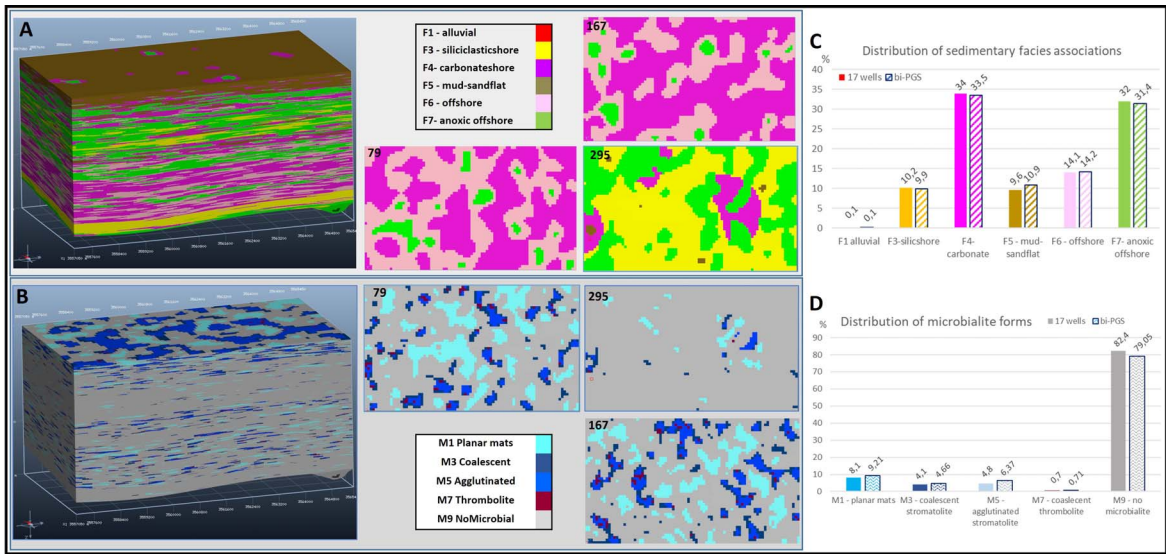 A
F1 - alluvial
F3 - siliciclasticshore
F4- carbonateshore
F5 - mud-sandflat
F6 - offshore
F7- anoxic offshore
167
79
295
C
Distribution of sedimentary facies associations
%
17 wells
bi-PGS
40
35
30
25
20
15
10
5
0
0,1
0,1
10,2
9,9
34
33,5
9,6
10,9
14,1
14,2
32
31,4
F1 alluvial
F3-silicshore
F4-
carbonate
F5 - mud-
sandflat
F6 - offshore
F7- anoxic
offshore
B
79
295
M1 Planar mats
M3 Coalescent
M5 Agglutinated
M7 Thrombolite
M9 NoMicrobial
167
D
%
Distribution of microbialite forms
17 wells
bi-PGS
90
80
70
60
50
40
30
20
10
0
8,1
9,21
4,1
4,66
4,8
6,37
0,7
0,71
82,4
79,05
M1 - planar mats
M3 - coalescent
stromatolite
M5 -
agglutinated
stromatolite
M7 - coaslecent
thrombolite
M9 - no
microbialite